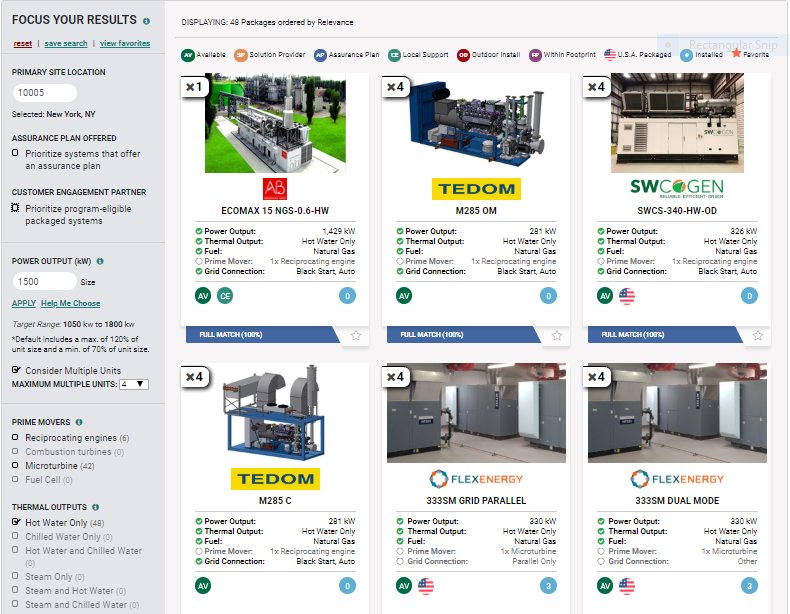 FOCUS YOUR RESULTS
reset | save search | view favorites
PRIMARY SITE LOCATION
10005
Selected: New York, NY
ASSURANCE PLAN OFFERED
Prioritize systems that offer
an assurance plan
CUSTOMER ENGAGEMENT PARTNER
Prioritize program-eligible
packaged systems
POWER OUTPUT (kW)
1500 Size
APPLY Help Me Choose
Target Range: 1050 kw to 1800 kw
*Default includes a max. of 120% of
unit size and a min. of 70% of unit size.
Consider Multiple Units
MAXIMUM MULTIPLE UNITS: 4
PRIME MOVERS
Reciprocating engines (6)
Combustion turbines (0)
Microturbine (42)
Fuel Cell (0)
THERMAL OUTPUTS
Hot Water Only (48)
Chilled Water Only (0)
Hot Water and Chilled Water
(0)
Steam Only (0)
Steam and Hot Water (0)
Steam and Chilled Water (0)
DISPLAYING: 48 Packages ordered by Relevance
Rectangular Snip
AV Available SP Solution Provider AP Assurance Plan CE Local Support OD Outdoor Install FP Within Footprint U.S.A. Packaged # Installed Favorite
×1
AB
ECOMAX 15 NGS-0.6-HW
Power Output: 1,429 kW
Thermal Output: Hot Water Only
Fuel: Natural Gas
Prime Mover: 1x Reciprocating engine
Grid Connection: Black Start, Auto
AV CE 0
FULL MATCH (100%)
×4
TEDOM
M285 OM
Power Output: 281 kW
Thermal Output: Hot Water Only
Fuel: Natural Gas
Prime Mover: 1x Reciprocating engine
Grid Connection: Black Start, Auto
AV 0
FULL MATCH (100%)
×4
SWCOGEN
SWCOGEN
RELIABLE-EFFICIENT-GREEN
SWCS-340-HW-OD
Power Output: 326 kW
Thermal Output: Hot Water Only
Fuel: Natural Gas
Prime Mover: 1x Reciprocating engine
Grid Connection: Black Start, Auto
AV 0
FULL MATCH (100%)
×4
TEDOM
M285 C
Power Output: 281 kW
Thermal Output: Hot Water Only
Fuel: Natural Gas
Prime Mover: 1x Reciprocating engine
Grid Connection: Black Start, Auto
AV 0
×4
FLEXENERGY
333SM GRID PARALLEL
Power Output: 330 kW
Thermal Output: Hot Water Only
Fuel: Natural Gas
Prime Mover: 1x Microturbine
Grid Connection: Parallel Only
AV 3
×4
FLEXENERGY
333SM DUAL MODE
Power Output: 330 kW
Thermal Output: Hot Water Only
Fuel: Natural Gas
Prime Mover: 1x Microturbine
Grid Connection: Other
AV 3